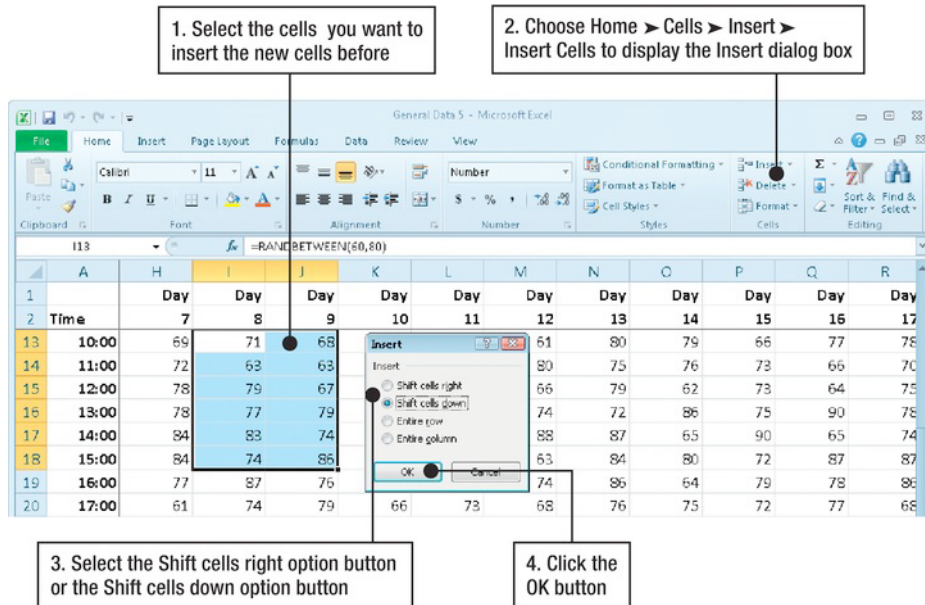 1. Select the cells you want to
insert the new cells before
2. Choose Home ➤ Cells ➤ Insert ➤
Insert Cells to display the Insert dialog box
General Data 5 - Microsoft Excel
File Home Insert Page Layout Formulas Data Review View
Calibri 11 A A Number Conditional Formatting Insert Σ
Paste Format as Table Delete Sort & Find &
B I U A $ % , Cell Styles Format Filter Select
Clipboard Font Alignment Number Styles Cells Editing
I13 fx =RANDBETWEEN(60,80)
A H I J K L M N O P Q R
1 Day Day Day Day Day Day Day Day Day Day Day
2 Time 7 8 9 10 11 12 13 14 15 16 17
13 10:00 69 71 68 61 80 79 66 77 78
14 11:00 72 63 63 80 75 76 73 66 70
15 12:00 78 79 67 66 79 62 73 64 75
16 13:00 78 77 79 74 72 86 75 90 78
17 14:00 84 83 74 88 87 65 90 65 74
18 15:00 84 74 86 63 84 80 72 87 87
19 16:00 77 87 76 74 86 64 79 78 86
20 17:00 61 74 79 66 73 68 76 75 72 77 68
Insert
Insert
Shift cells right
Shift cells down
Entire row
Entire column
OK Cancel
3. Select the Shift cells right option button
or the Shift cells down option button
4. Click the
OK button